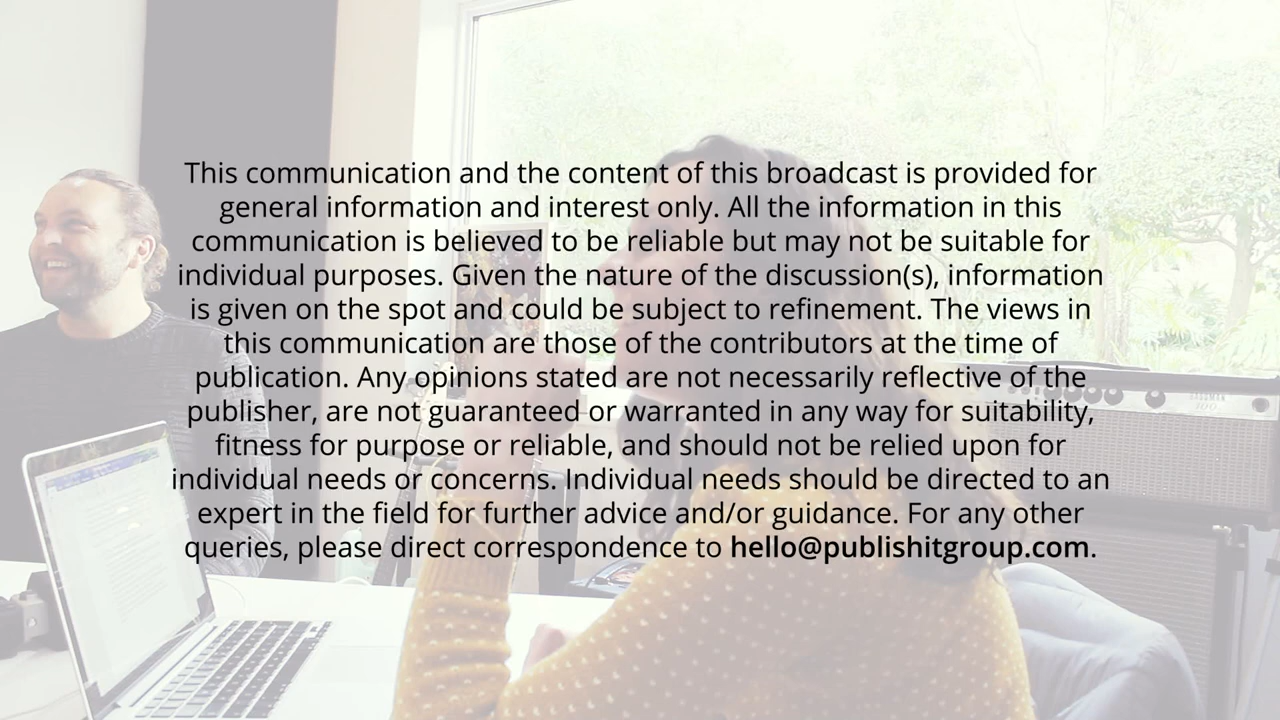 This communication and the content of this broadcast is provided for
general information and interest only. All the information in this
communication is believed to be reliable but may not be suitable for
individual purposes. Given the nature of the discussion(s), information
is given on the spot and could be subject to refinement. The views in
this communication are those of the contributors at the time of
publication. Any opinions stated are not necessarily reflective of the
publisher, are not guaranteed or warranted in any way for suitability,
fitness for purpose or reliable, and should not be relied upon for
individual needs or concerns. Individual needs should be directed to an
expert in the field for further advice and/or guidance. For any other
queries, please direct correspondence to hello@publishitgroup.com.